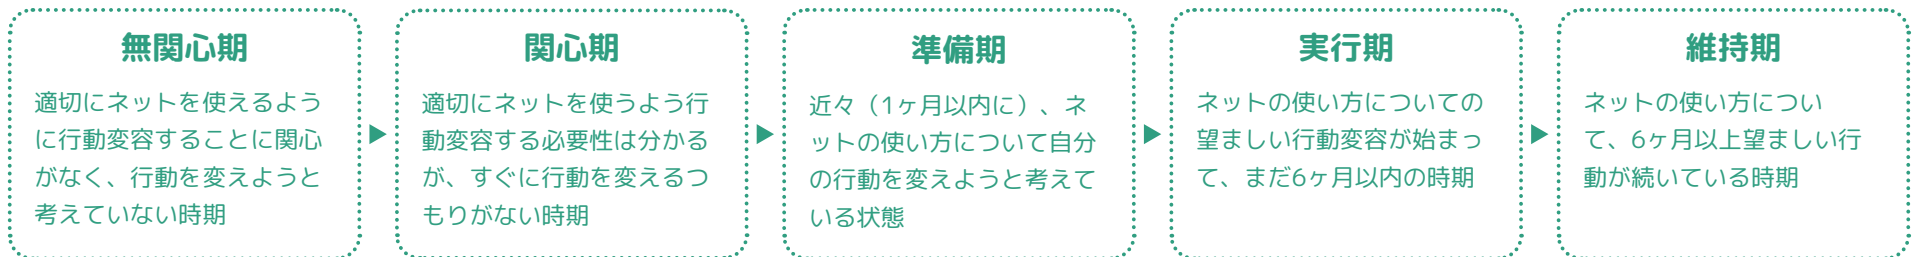 無関心期
適切にネットを使えるよう
に行動変容することに関心
がなく、行動を変えようと
考えていない時期
関心期
適切にネットを使うよう行
動変容する必要性は分かる
が、すぐに行動を変えるつ
もりがない時期
準備期
近々（1ヶ月以内に）、ネ
ットの使い方について自分
の行動を変えようと考えて
いる状態
実行期
ネットの使い方についての
望ましい行動変容が始まっ
て、まだ6ヶ月以内の時期
維持期
ネットの使い方につい
て、6ヶ月以上望ましい行
動が続いている時期